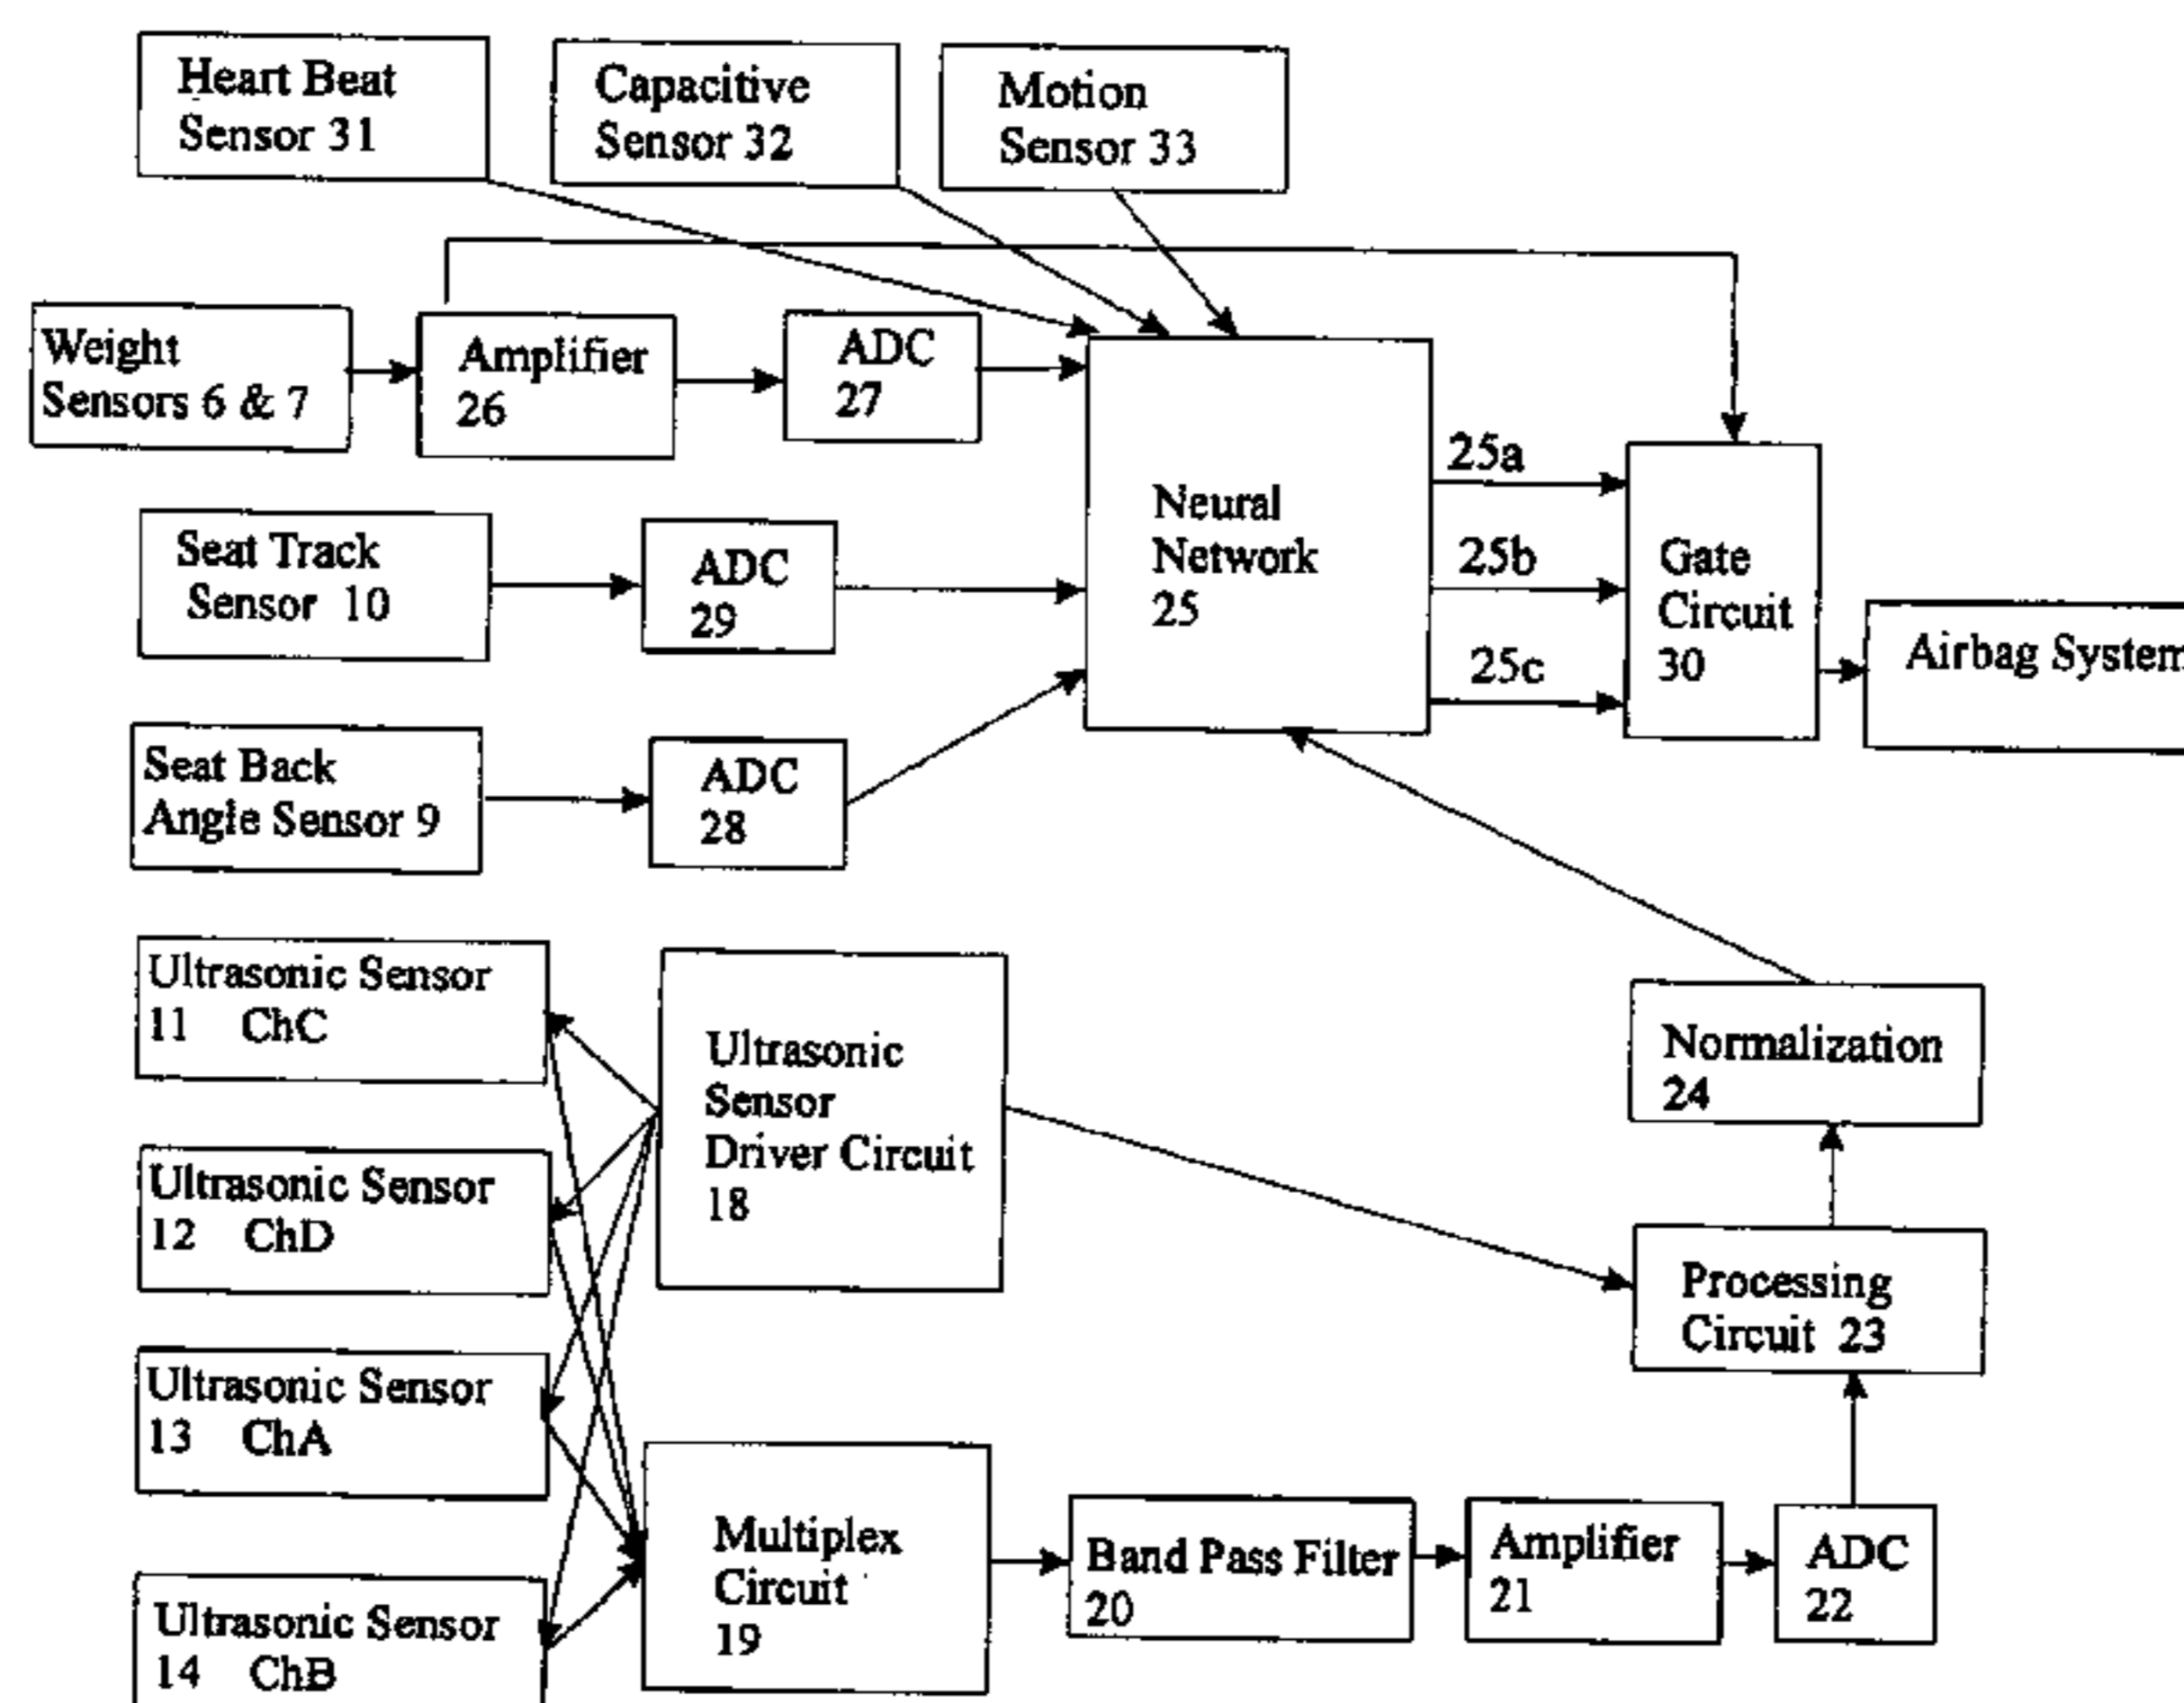 Heart Beat
Sensor 31
Capacitive
Sensor 32
Motion
Sensor 33
Weight
Sensors 6 & 7
Amplifier
26
ADC
27
Neural
Network
25
25a
25b
25c
Gate
Circuit
30
Airbag System
Seat Track
Sensor 10
ADC
29
Seat Back
Angle Sensor 9
ADC
28
Ultrasonic Sensor
11 ChC
Ultrasonic
Sensor
Driver Circuit
18
Normalization
24
Ultrasonic Sensor
12 ChD
Processing
Circuit 23
Ultrasonic Sensor
13 ChA
Multiplex
Circuit
19
Band Pass Filter
20
Amplifier
21
ADC
22
Ultrasonic Sensor
14 ChB